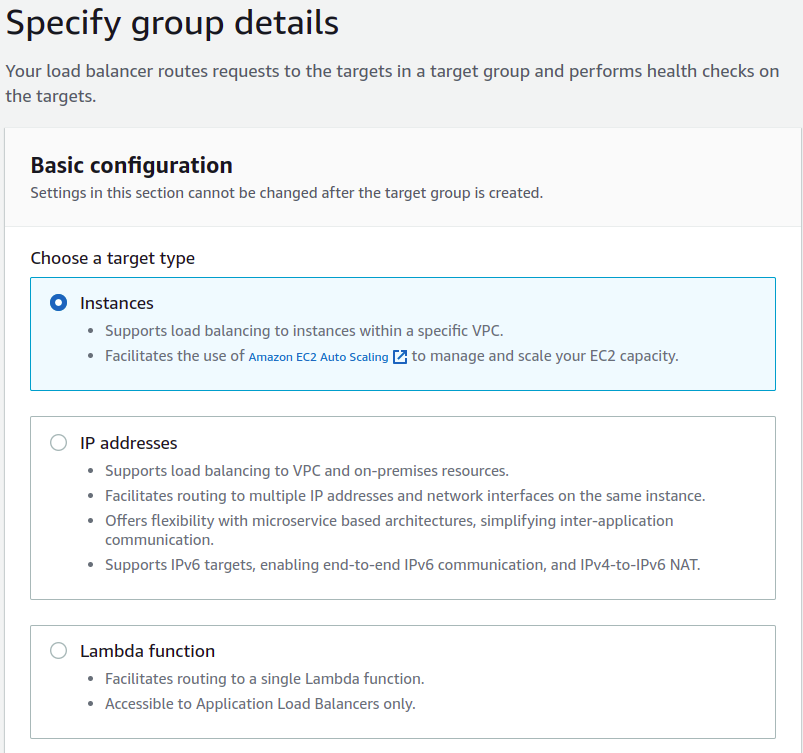 Specify group details
Your load balancer routes requests to the targets in a target group and performs health checks on
the targets.
Basic configuration
Settings in this section cannot be changed after the target group is created.
Choose a target type
Instances
• Supports load balancing to instances within a specific VPC.
• Facilitates the use of Amazon EC2 Auto Scaling to manage and scale your EC2 capacity.
IP addresses
• Supports load balancing to VPC and on-premises resources.
• Facilitates routing to multiple IP addresses and network interfaces on the same instance.
• Offers flexibility with microservice based architectures, simplifying inter-application
communication.
• Supports IPv6 targets, enabling end-to-end IPv6 communication, and IPv4-to-IPv6 NAT.
Lambda function
• Facilitates routing to a single Lambda function.
• Accessible to Application Load Balancers only.